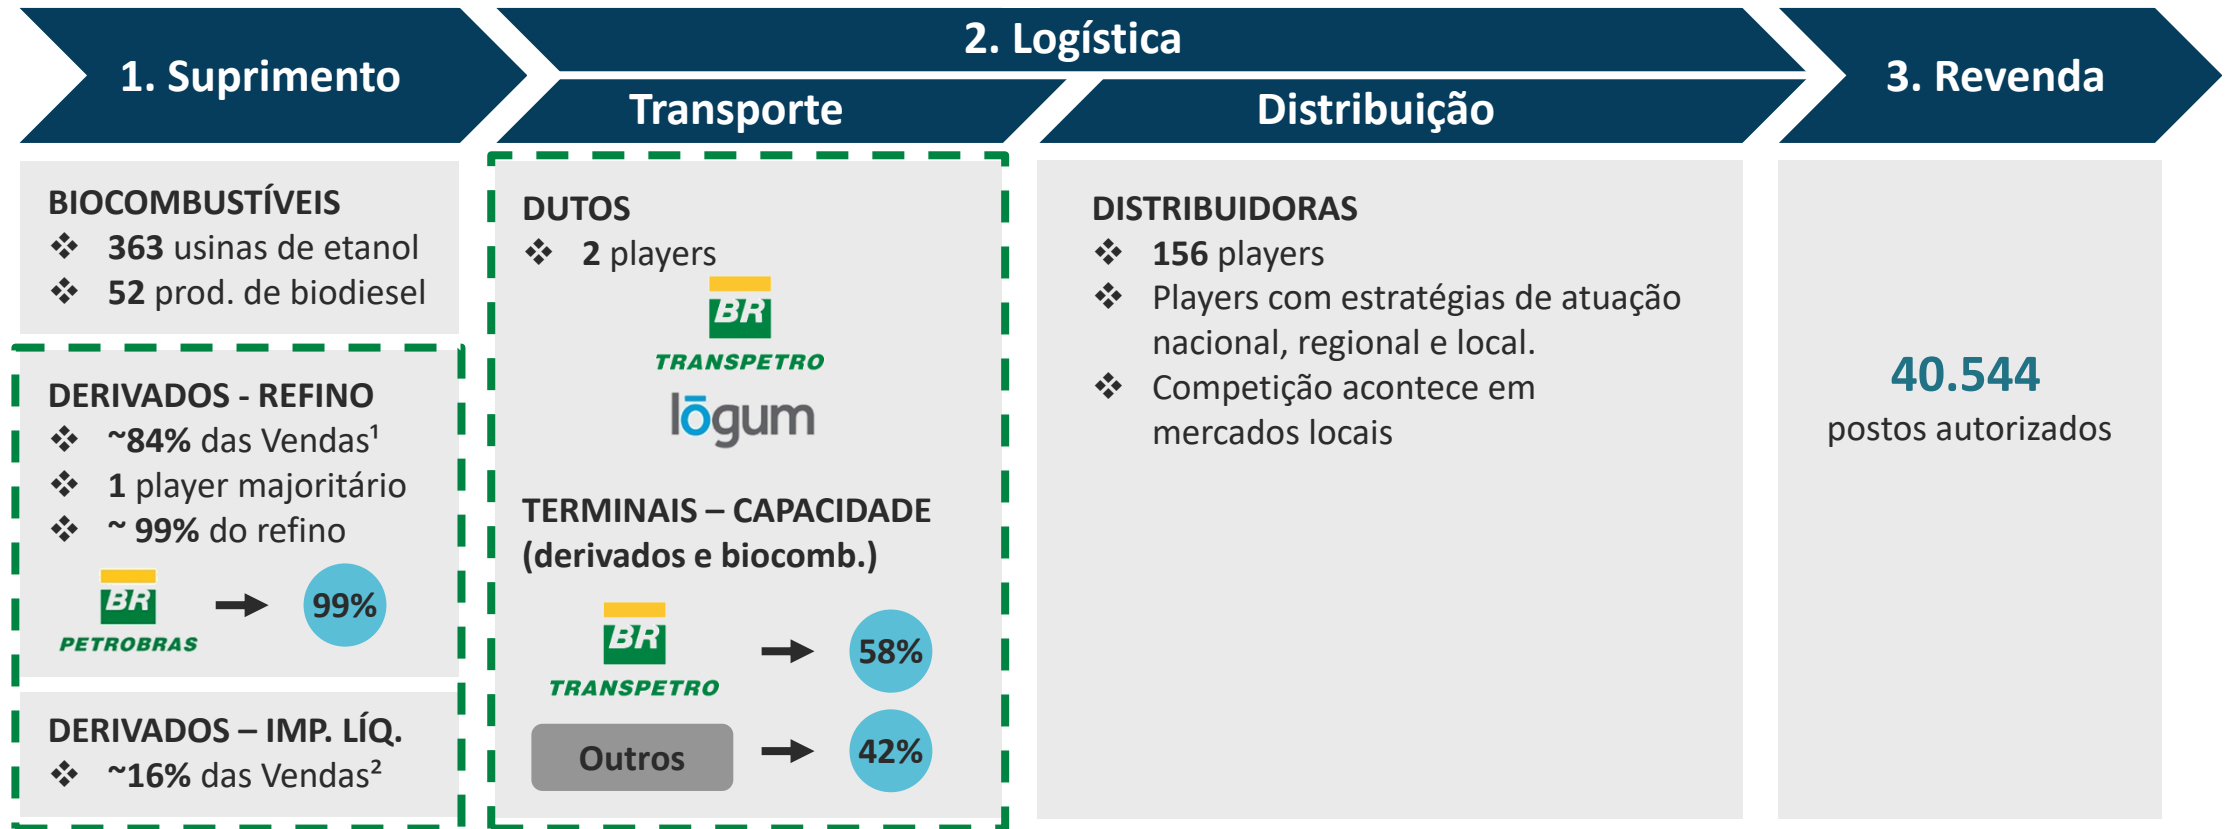 1. Suprimento
2. Logística
Transporte
Distribuição
3. Revenda
BIOCOMBUSTÍVEIS
❖ 363 usinas de etanol
❖ 52 prod. de biodiesel
DERIVADOS - REFINO
❖ ~84% das Vendas¹
❖ 1 player majoritário
❖ ~ 99% do refino
BR
PETROBRAS
99%
DERIVADOS – IMP. LÍQ.
❖ ~16% das Vendas²
DUTOS
❖ 2 players
BR
TRANSPETRO
lōgum
TERMINAIS – CAPACIDADE
(derivados e biocomb.)
BR
TRANSPETRO
58%
Outros
42%
DISTRIBUIDORAS
❖ 156 players
❖ Players com estratégias de atuação
nacional, regional e local.
❖ Competição acontece em
mercados locais
40.544
postos autorizados